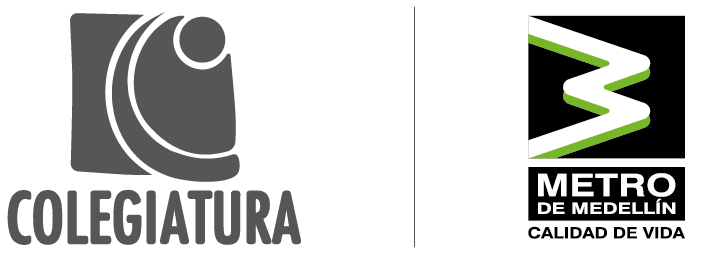 COLEGIATURA
METRO
DE MEDELLÍN
CALIDAD DE VIDA